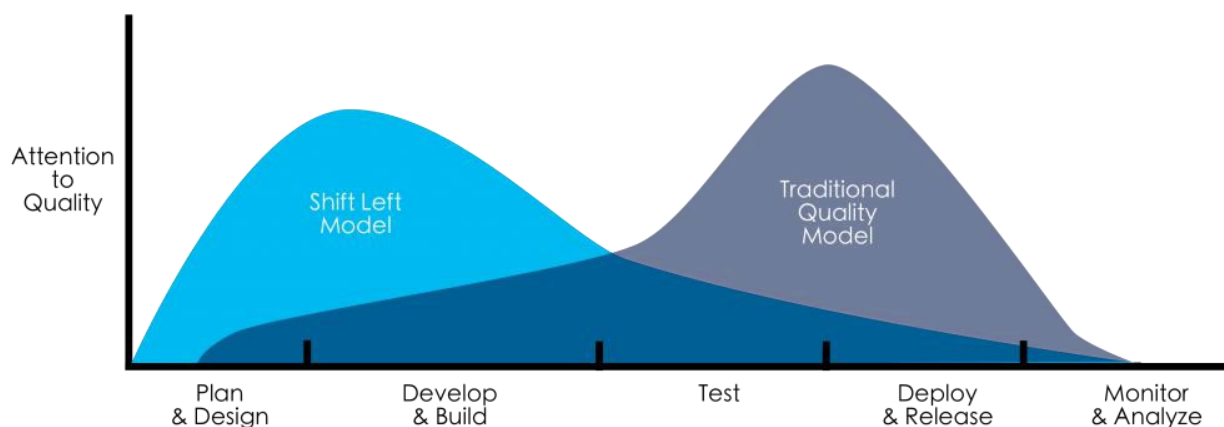 Attention
to
Quality
Shift Left
Model
Traditional
Quality
Model
Plan
& Design
Develop
& Build
Test
Deploy
& Release
Monitor
& Analyze